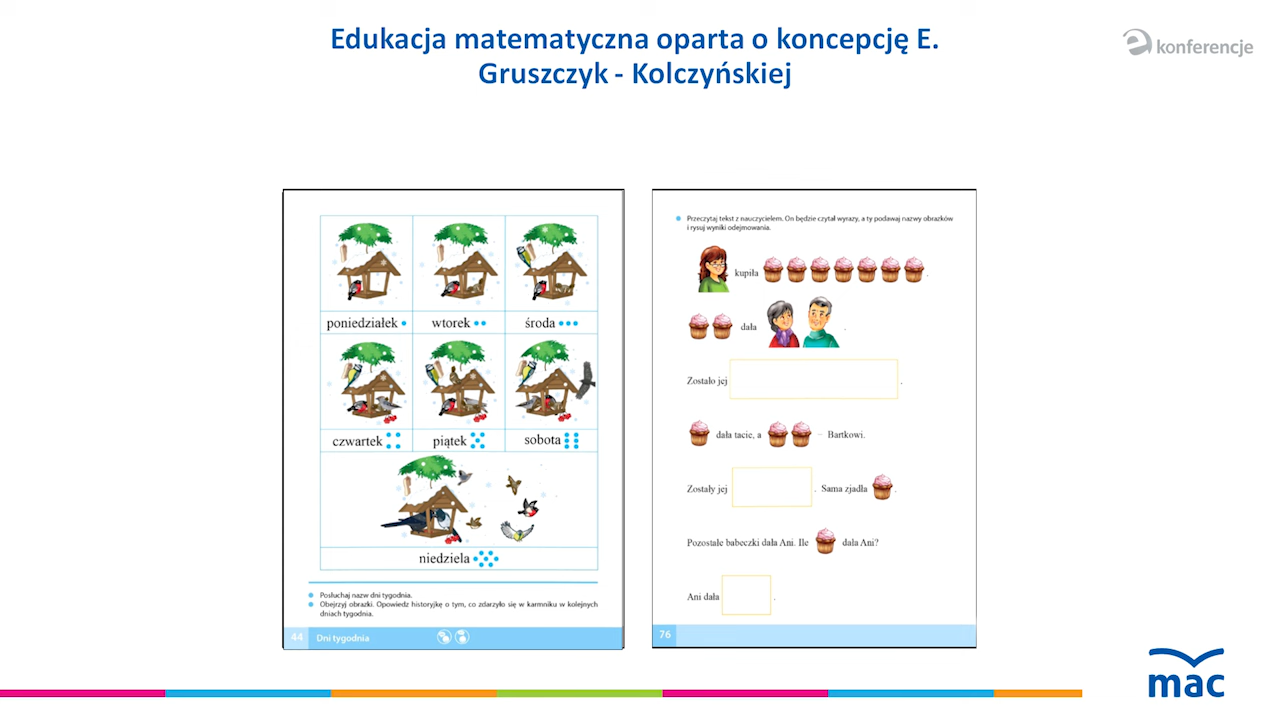 Edukacja matematyczna oparta o koncepcję E.
Gruszczyk - Kolczyńskiej
e konferencje
poniedziałek
wtorek
środa
czwartek
piątek
sobota
niedziela
Posłuchaj nazw dni tygodnia.
Obejrzyj obrazki. Opowiedz historyjkę o tym, co zdarzyło się w karmniku w kolejnych
dniach tygodnia.
44 Dni tygodnia
Przeczytaj tekst z nauczycielem. On będzie czytał wyrazy, a ty podawaj nazwy obrazków
i rysuj wyniki odejmowania.
kupiła .
dała .
Zostało jej .
dała tacie, a – Bartkowi.
Zostały jej . Sama zjadła .
Pozostałe babeczki dała Ani. Ile dała Ani?
Ani dała .
76
mac